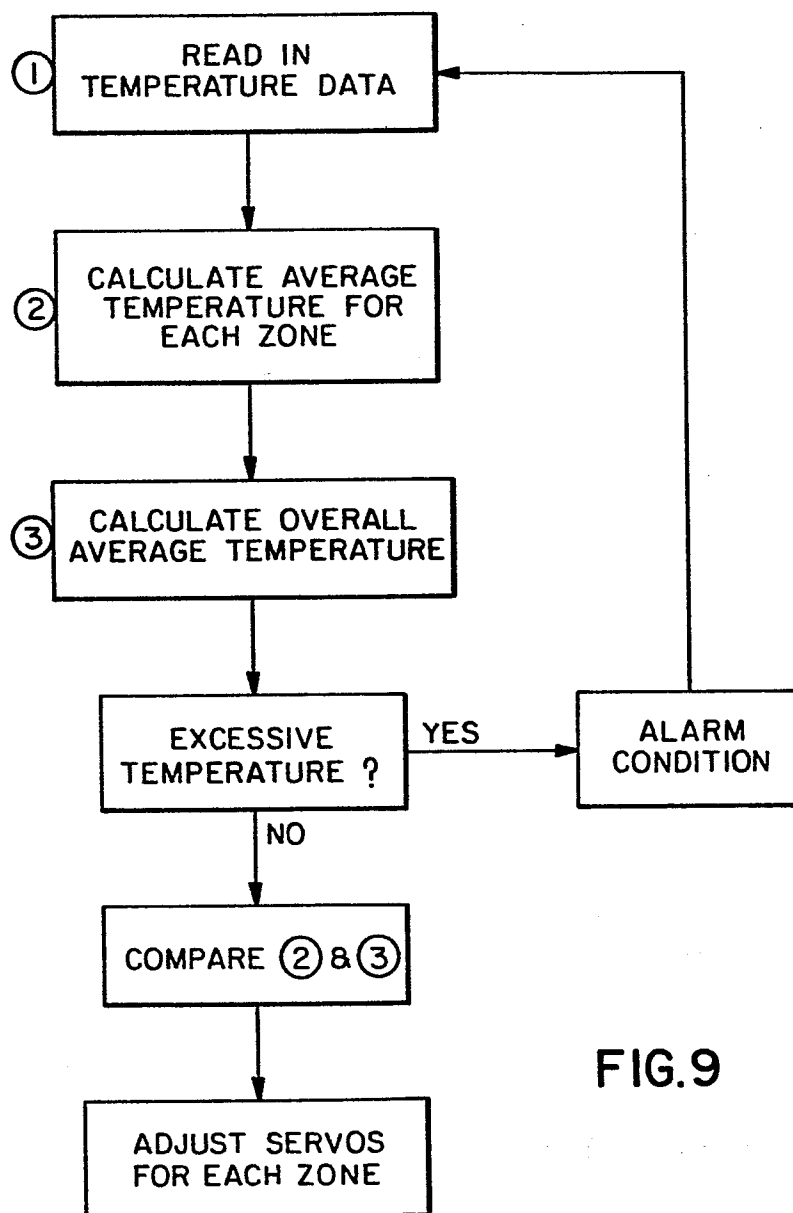 ①
READ IN
TEMPERATURE DATA
②
CALCULATE AVERAGE
TEMPERATURE FOR
EACH ZONE
③
CALCULATE OVERALL
AVERAGE TEMPERATURE
EXCESSIVE
TEMPERATURE ?
YES
ALARM
CONDITION
NO
COMPARE ② & ③
ADJUST SERVOS
FOR EACH ZONE
FIG.9